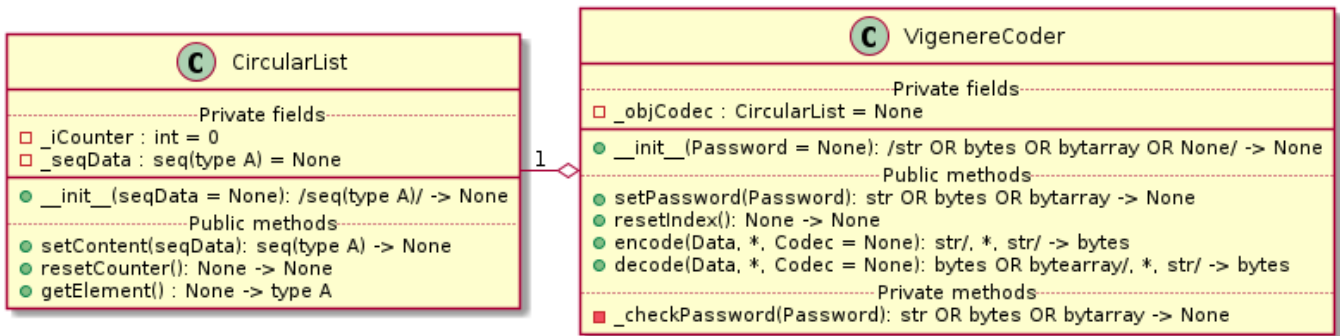 C CircularList
Private fields
_iCounter : int = 0
_seqData : seq(type A) = None
__init__(seqData = None): /seq(type A)/ -> None
Public methods
setContent(seqData): seq(type A) -> None
resetCounter(): None -> None
getElement() : None -> type A
1
C VigenereCoder
Private fields
_objCodec : CircularList = None
__init__(Password = None): /str OR bytes OR bytarray OR None/ -> None
Public methods
setPassword(Password): str OR bytes OR bytarray -> None
resetIndex(): None -> None
encode(Data, *, Codec = None): str/, *, str/ -> bytes
decode(Data, *, Codec = None): bytes OR bytearray/, *, str/ -> bytes
Private methods
_checkPassword(Password): str OR bytes OR bytarray -> None